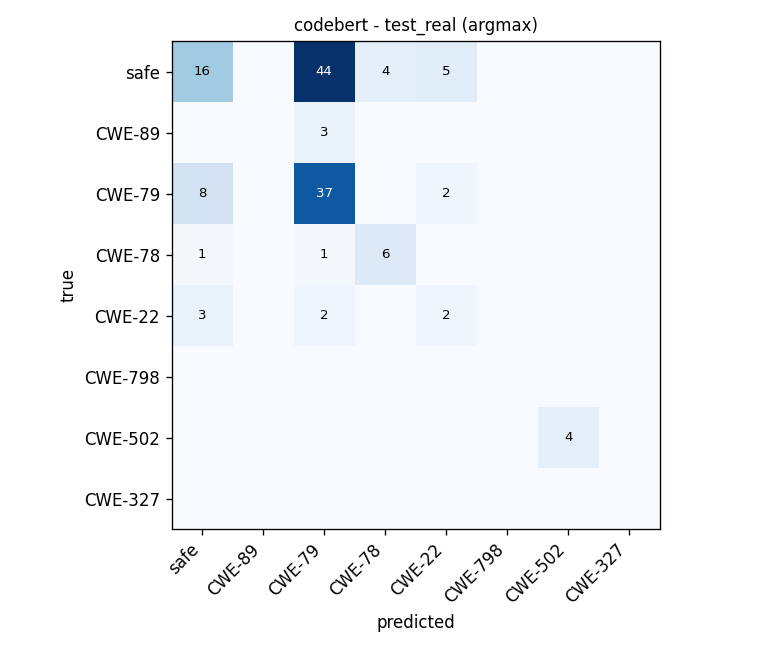 codebert - test_real (argmax)
safe 16 44 4 5
CWE-89 3
CWE-79 8 37 2
CWE-78 1 1 6
CWE-22 3 2 2
CWE-798
CWE-502 4
CWE-327
true
safe CWE-89 CWE-79 CWE-78 CWE-22 CWE-798 CWE-502 CWE-327
predicted